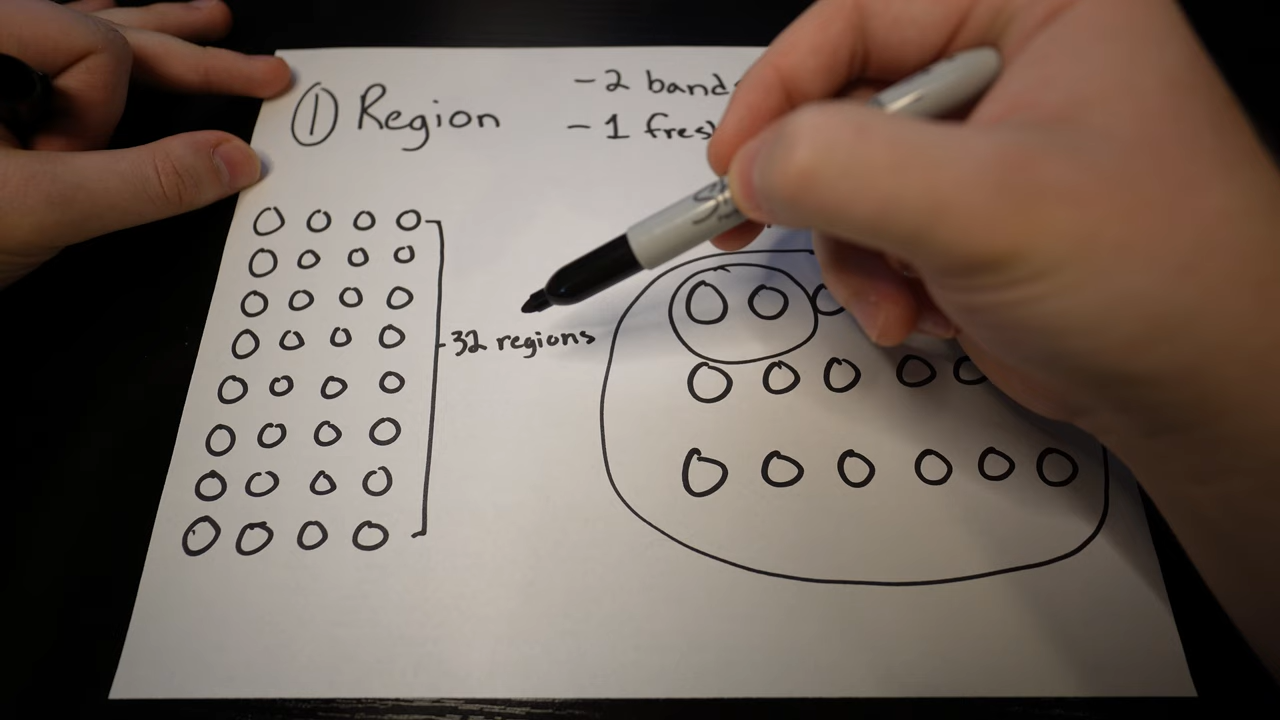 ① Region
- 2 band
- 1 fres
32 regions